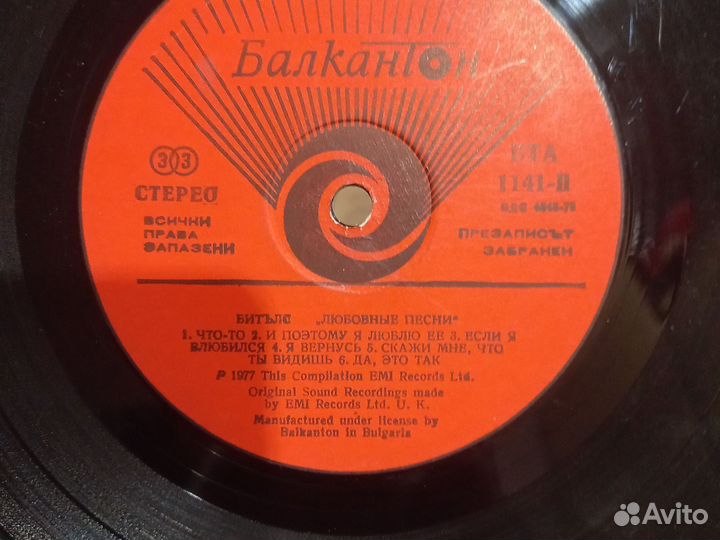 Балкантон
33
СТЕРЕО
ВСИЧКИ
ПРАВА
ЗАПАЗЕНИ
БТА
1141-II
ПРЕЗАПИСЪТ
ЗАБРАНЕН
БИТЪЛС „ЛЮБОВНЫЕ ПЕСНИ“
1. ЧТО-ТО 2. И ПОЭТОМУ Я ЛЮБЛЮ ЕЕ 3. ЕСЛИ Я
ВЛЮБИЛСЯ 4. Я ВЕРНУСЬ 5. СКАЖИ МНЕ, ЧТО
ТЫ ВИДИШЬ 6. ДА, ЭТО ТАК
P 1977 This Compilation EMI Records Ltd.
Original Sound Recordings made
by EMI Records Ltd. U. K.
Manufactured under license by
Balkanton in Bulgaria
Avito